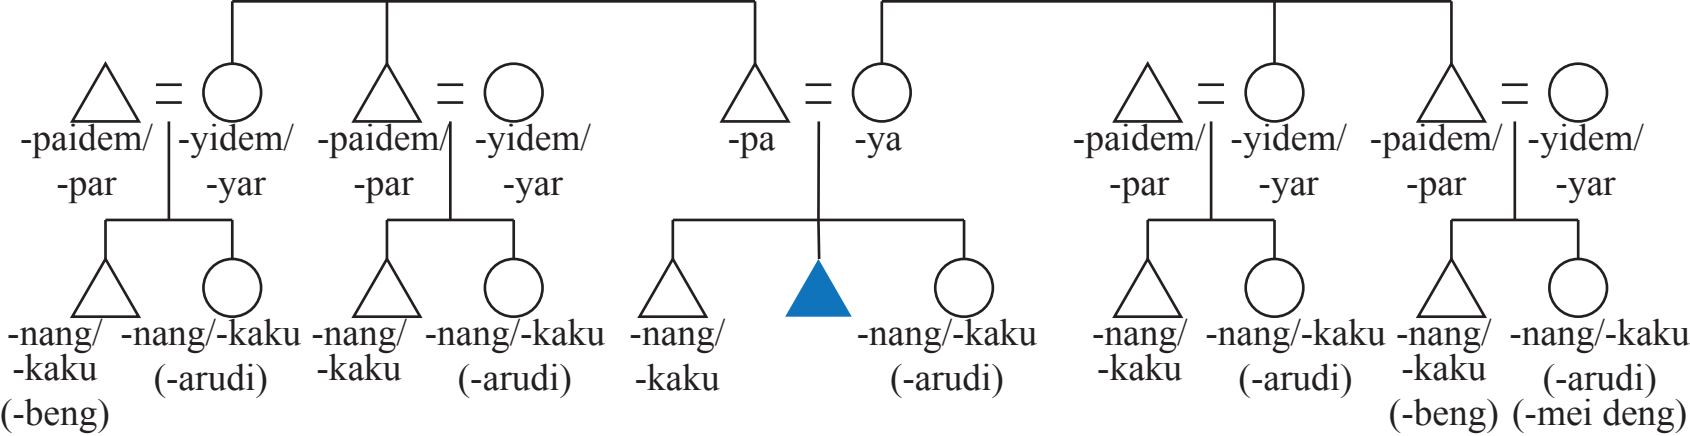 -paidem/ -yidem/ -paidem/ -yidem/ -pa -ya -paidem/ -yidem/ -paidem/ -yidem/
-par -yar -par -yar -par -yar -par -yar
-nang/ -nang/-kaku -nang/ -nang/-kaku -nang/ -nang/-kaku -nang/ -nang/-kaku -nang/ -nang/-kaku
-kaku (-arudi) -kaku (-arudi) -kaku (-arudi) -kaku (-arudi) -kaku (-arudi)
(-beng) (-beng) (-mei deng)